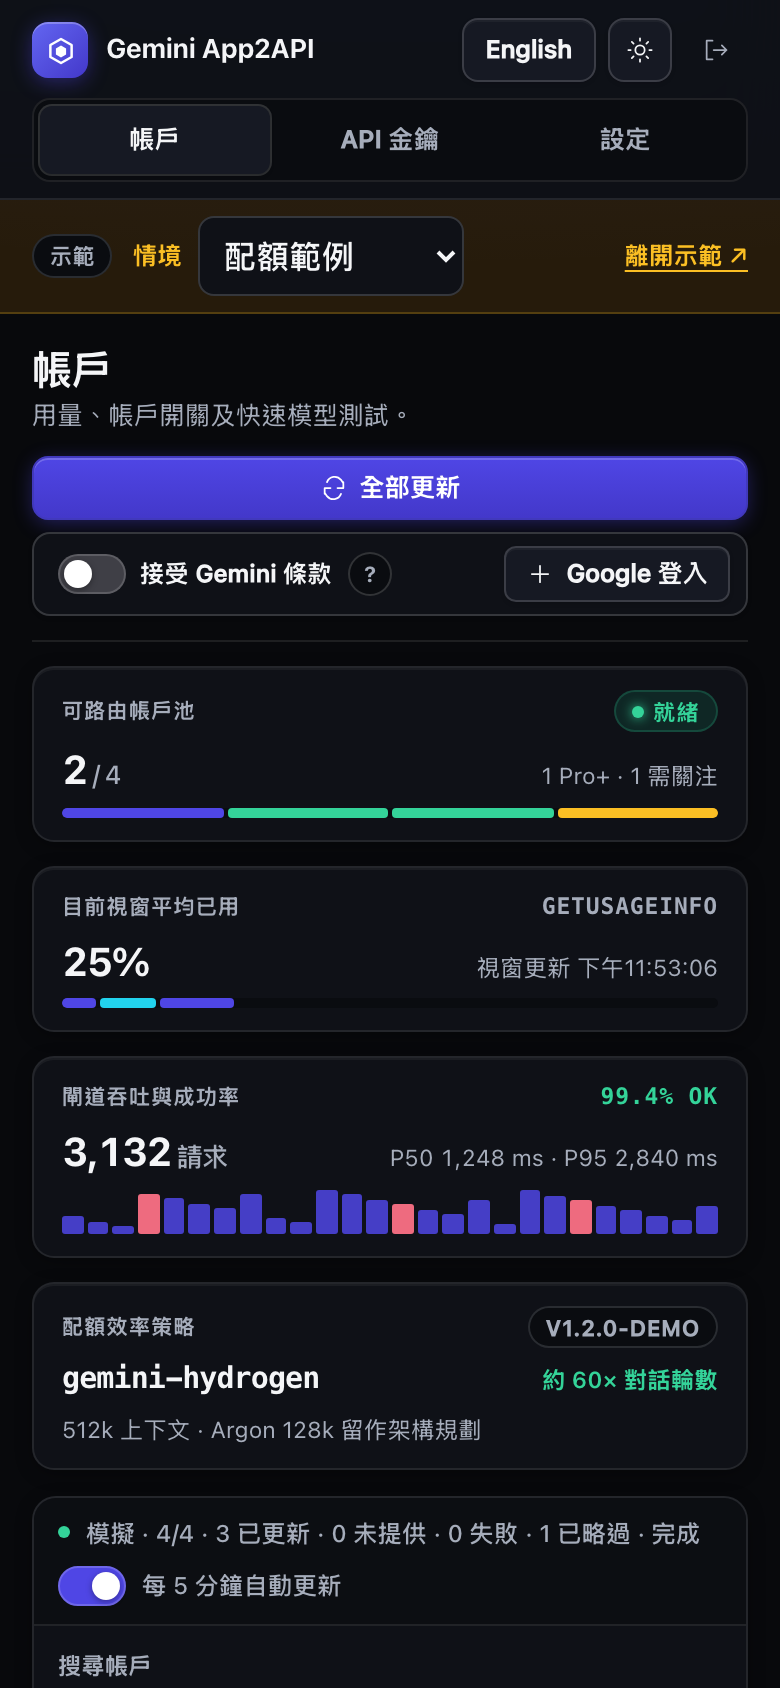 Gemini App2API
English
帳戶
API 金鑰
設定
示範
情境
配額範例
離開示範 ↗
帳戶
用量、帳戶開關及快速模型測試。
全部更新
接受 Gemini 條款
?
Google 登入
可路由帳戶池
就緒
2 / 4
1 Pro+ · 1 需關注
目前視窗平均已用
GETUSAGEINFO
25%
視窗更新 下午11:53:06
閘道吞吐與成功率
99.4% OK
3,132 請求
P50 1,248 ms · P95 2,840 ms
配額效率策略
V1.2.0-DEMO
gemini-hydrogen
約 60× 對話輪數
512k 上下文 · Argon 128k 留作架構規劃
模擬 · 4/4 · 3 已更新 · 0 未提供 · 0 失敗 · 1 已略過 · 完成
每 5 分鐘自動更新
搜尋帳戶